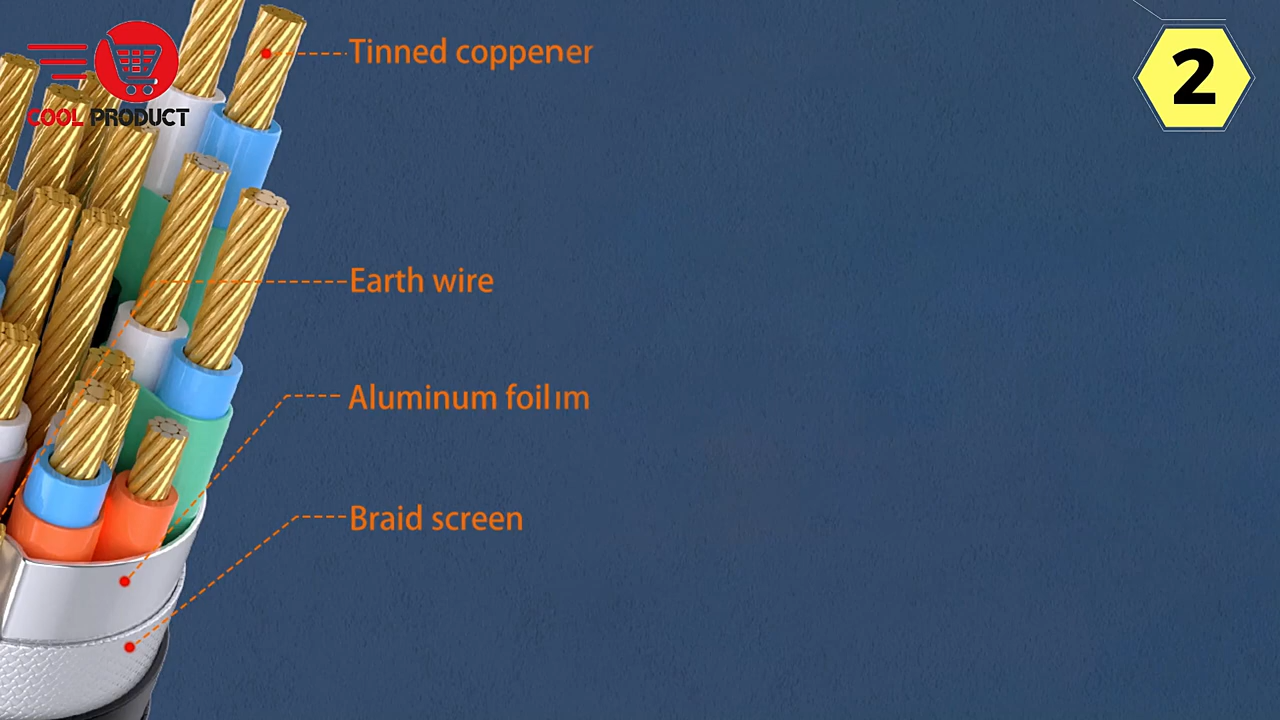 2
Tinned coppener
COOL PRODUCT
Earth wire
Aluminum foilım
Braid screen